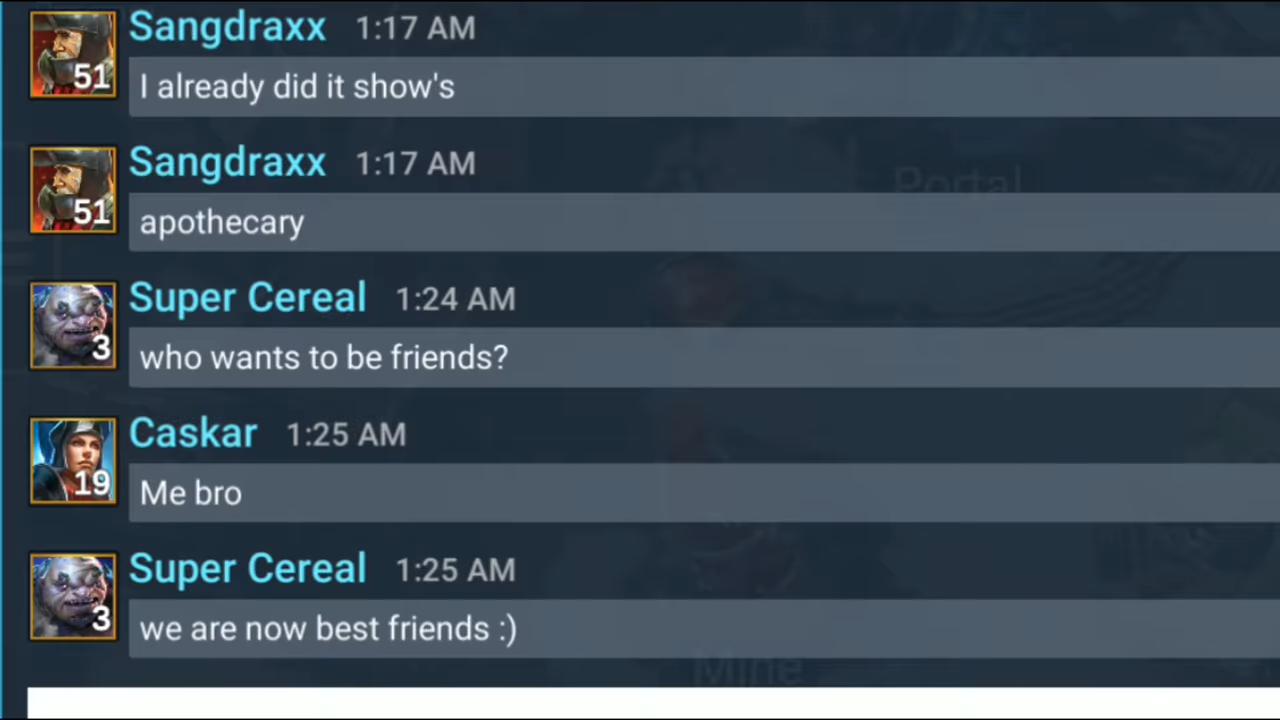 Sangdraxx 1:17 AM
51
I already did it show's
Sangdraxx 1:17 AM
51
apothecary
Portal
Super Cereal 1:24 AM
3
who wants to be friends?
Caskar 1:25 AM
19
Me bro
Super Cereal 1:25 AM
3
we are now best friends :)
Mine